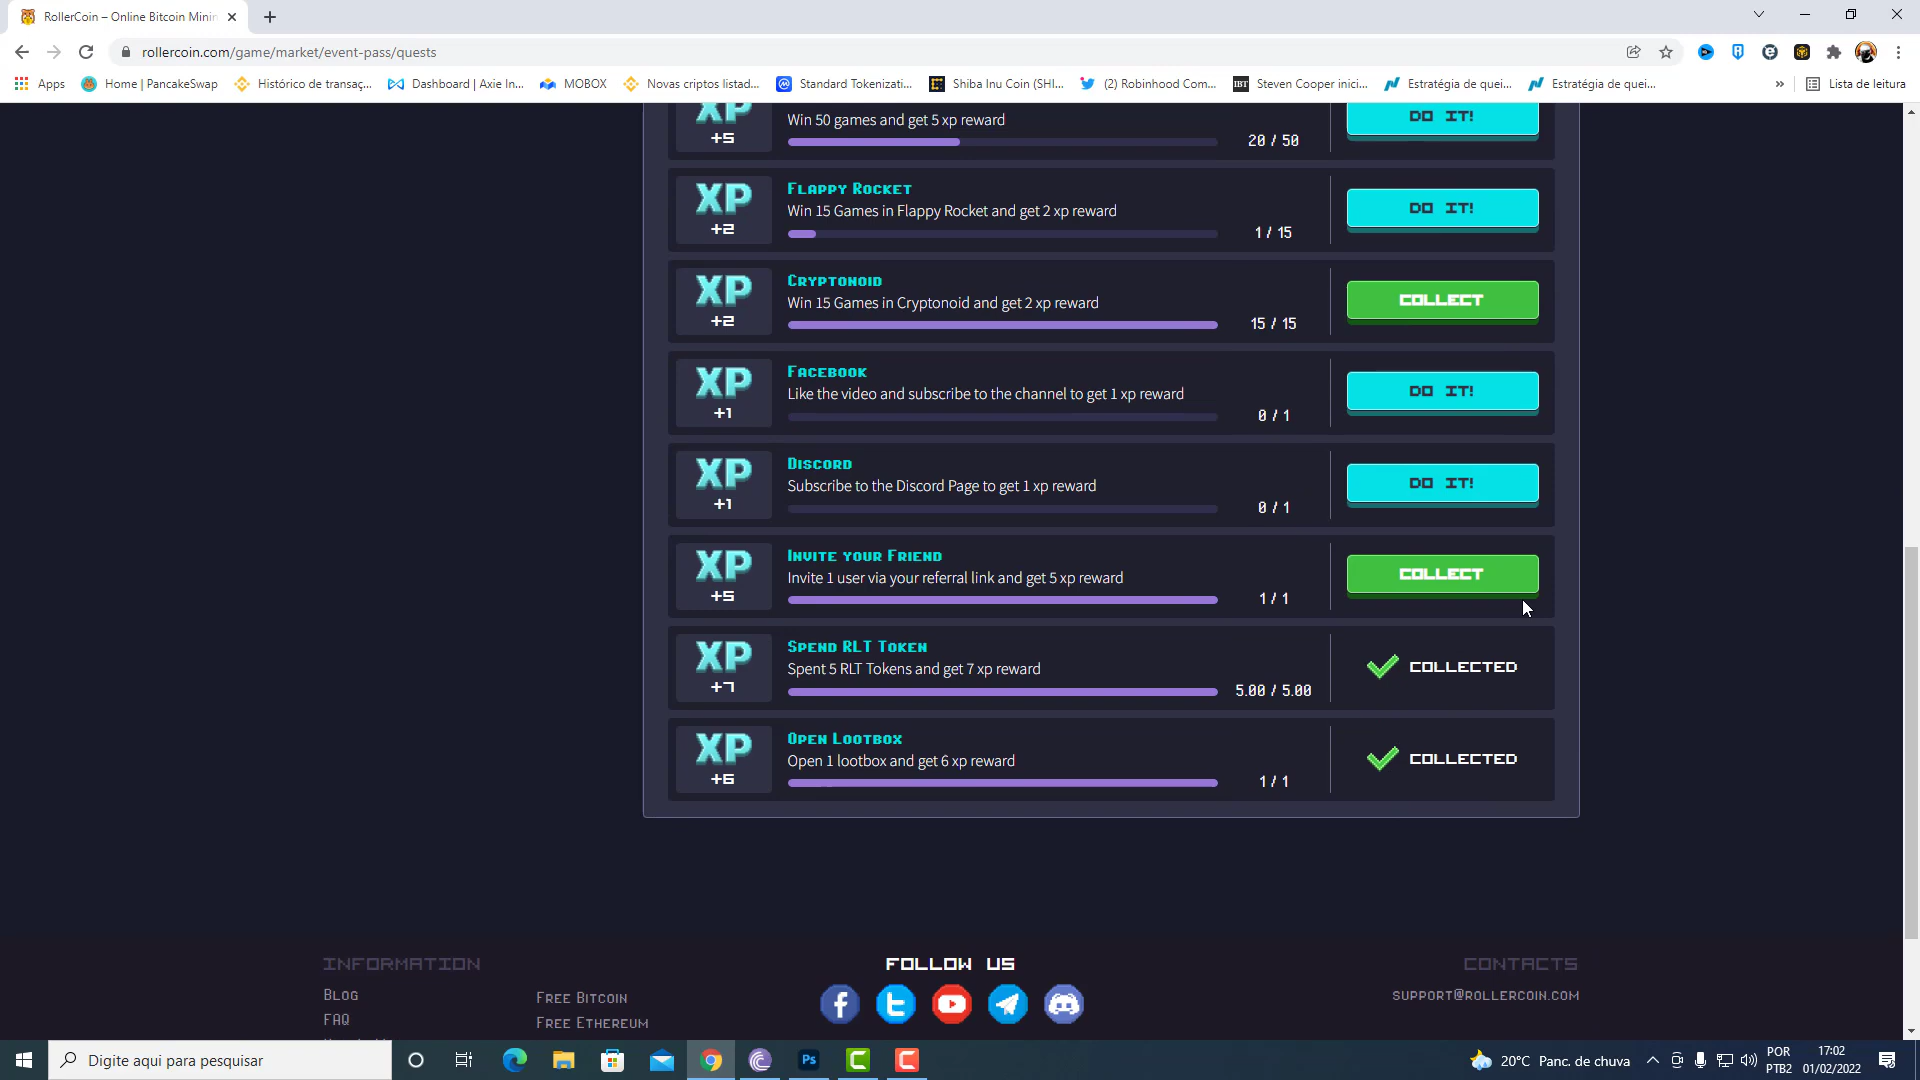 RollerCoin – Online Bitcoin Minin
rollercoin.com/game/market/event-pass/quests
Apps
Home | PancakeSwap
Histórico de transaç...
Dashboard | Axie In...
MOBOX
Novas criptos listad...
Standard Tokenizati...
Shiba Inu Coin (SHI...
(2) Robinhood Com...
IBT
Steven Cooper inici...
Estratégia de quei...
Estratégia de quei...
»
Lista de leitura
XP
+5
Win 50 games and get 5 xp reward
20 / 50
DO IT!
XP
+2
Flappy Rocket
Win 15 Games in Flappy Rocket and get 2 xp reward
1 / 15
DO IT!
XP
+2
Cryptonoid
Win 15 Games in Cryptonoid and get 2 xp reward
15 / 15
COLLECT
XP
+1
Facebook
Like the video and subscribe to the channel to get 1 xp reward
0 / 1
DO IT!
XP
+1
Discord
Subscribe to the Discord Page to get 1 xp reward
0 / 1
DO IT!
XP
+5
Invite your Friend
Invite 1 user via your referral link and get 5 xp reward
1 / 1
COLLECT
XP
+7
Spend RLT Token
Spent 5 RLT Tokens and get 7 xp reward
5.00 / 5.00
COLLECTED
XP
+6
Open Lootbox
Open 1 lootbox and get 6 xp reward
1 / 1
COLLECTED
INFORMATION
Blog
FAQ
Free Bitcoin
Free Ethereum
FOLLOW US
CONTACTS
support@rollercoin.com
Digite aqui para pesquisar
Ps
20°C Panc. de chuva
POR
PTB2
17:02
01/02/2022